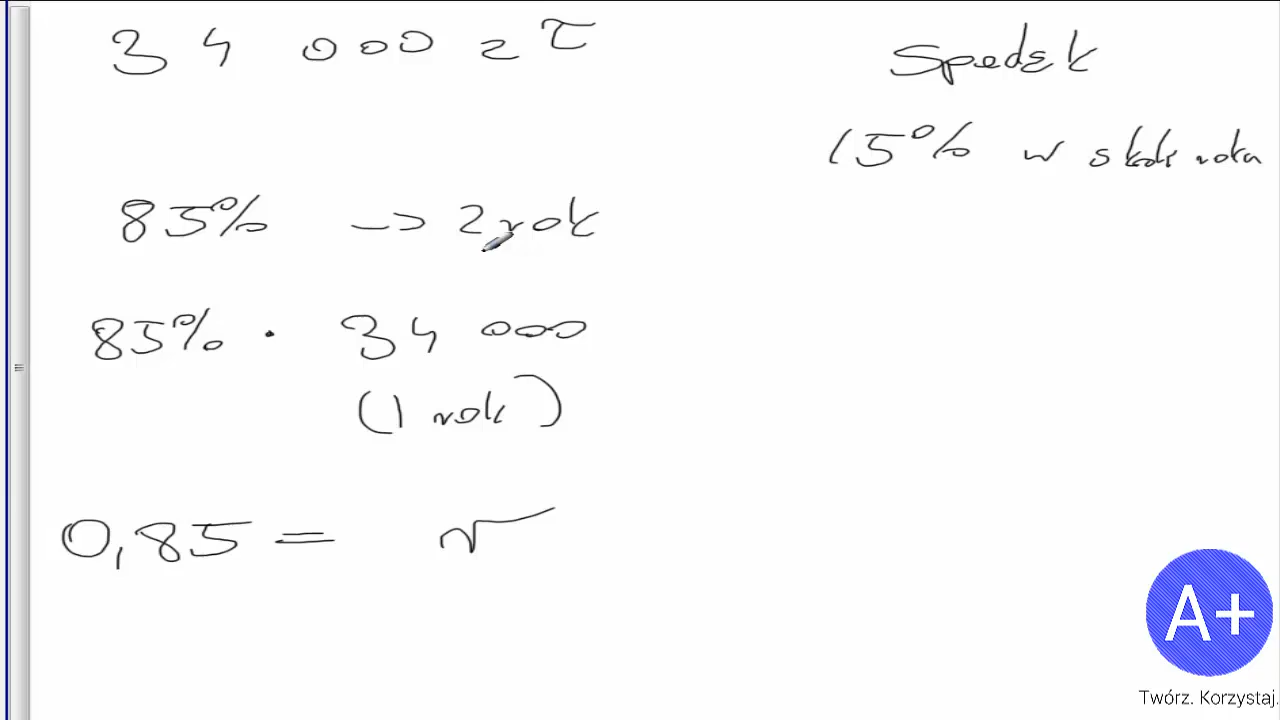 34 000 zł
Spadek
15% w skali roku
85% -> 2 rok
85% · 34 000
(1 rok)
0,85 = r
A+
Twórz. Korzystaj.